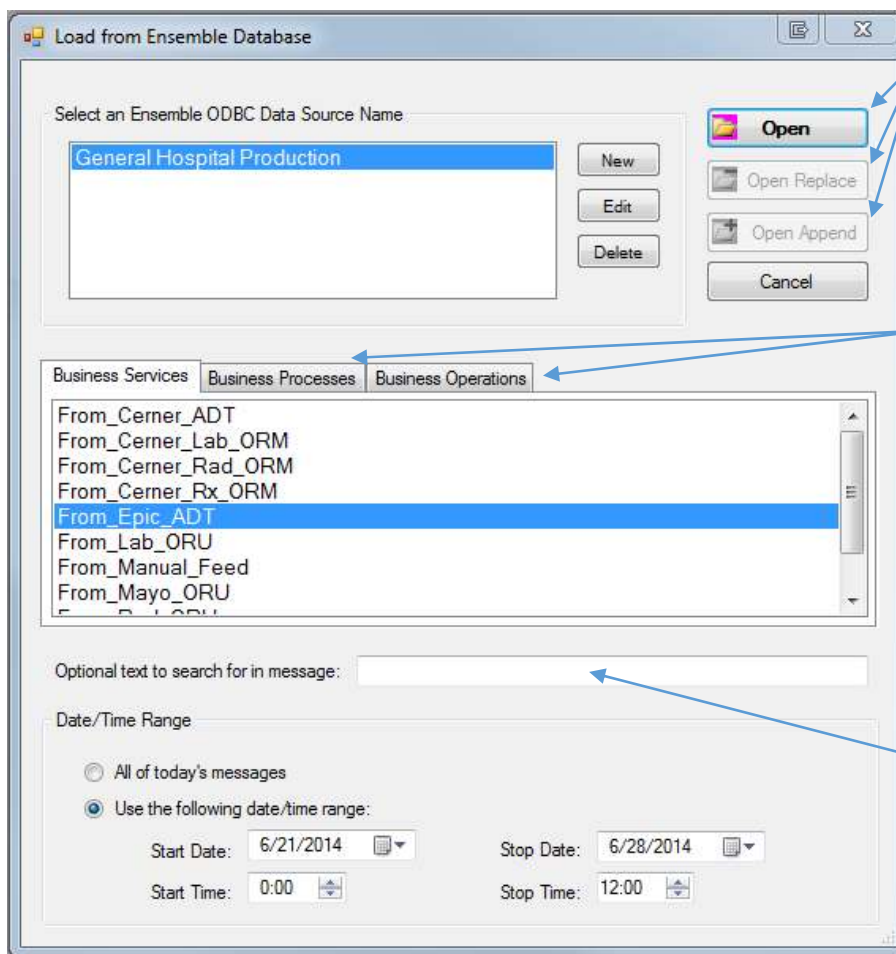 Load from Ensemble Database
Select an Ensemble ODBC Data Source Name
General Hospital Production
New
Edit
Delete
Open
Open Replace
Open Append
Cancel
Business Services Business Processes Business Operations
From_Cerner_ADT
From_Cerner_Lab_ORM
From_Cerner_Rad_ORM
From_Cerner_Rx_ORM
From_Epic_ADT
From_Lab_ORU
From_Manual_Feed
From_Mayo_ORU
Optional text to search for in message:
Date/Time Range
All of today's messages
Use the following date/time range:
Start Date: 6/21/2014 Stop Date: 6/28/2014
Start Time: 0:00 Stop Time: 12:00